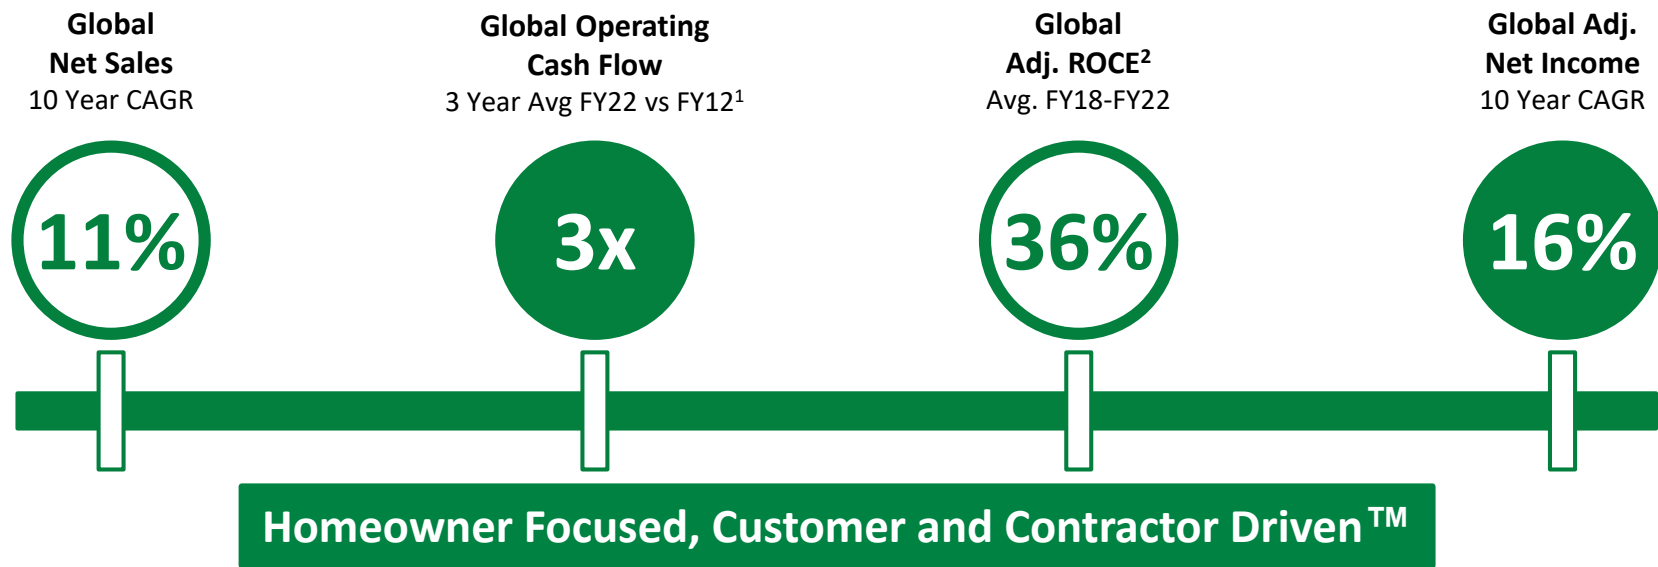 Global
Net Sales
10 Year CAGR
11%
Global Operating
Cash Flow
3 Year Avg FY22 vs FY12¹
3x
Global
Adj. ROCE²
Avg. FY18-FY22
36%
Global Adj.
Net Income
10 Year CAGR
16%
Homeowner Focused, Customer and Contractor Driven™